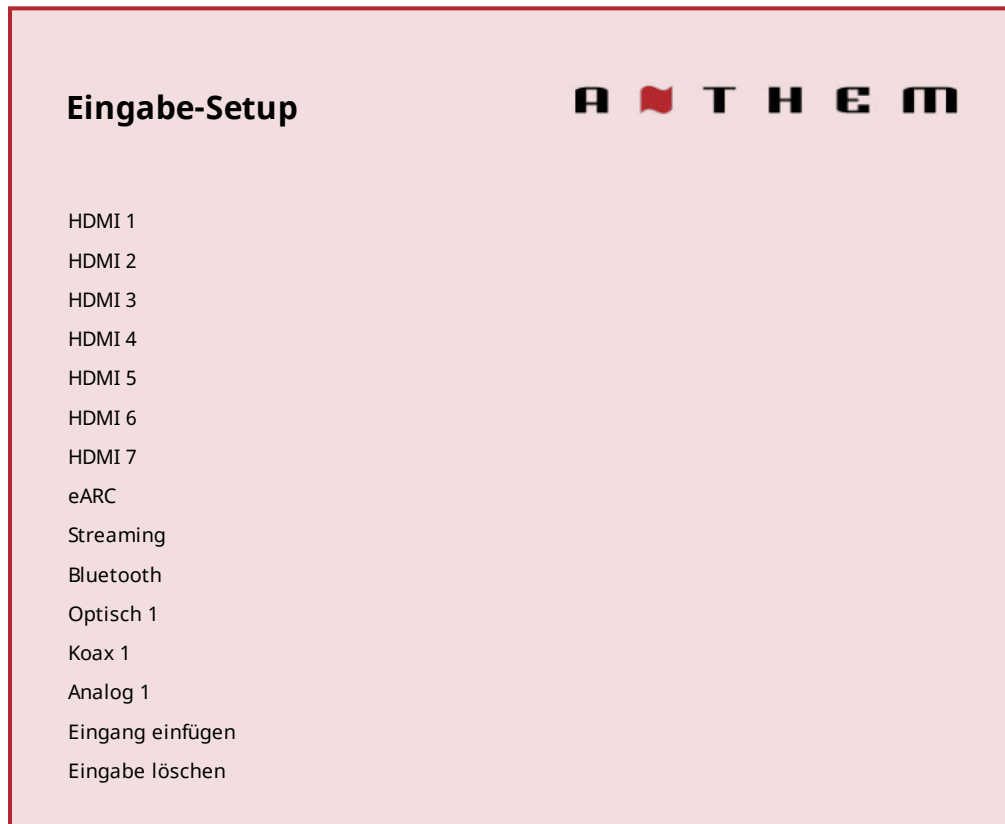 Eingabe-Setup
ANTHEM
HDMI 1
HDMI 2
HDMI 3
HDMI 4
HDMI 5
HDMI 6
HDMI 7
eARC
Streaming
Bluetooth
Optisch 1
Koax 1
Analog 1
Eingang einfügen
Eingabe löschen